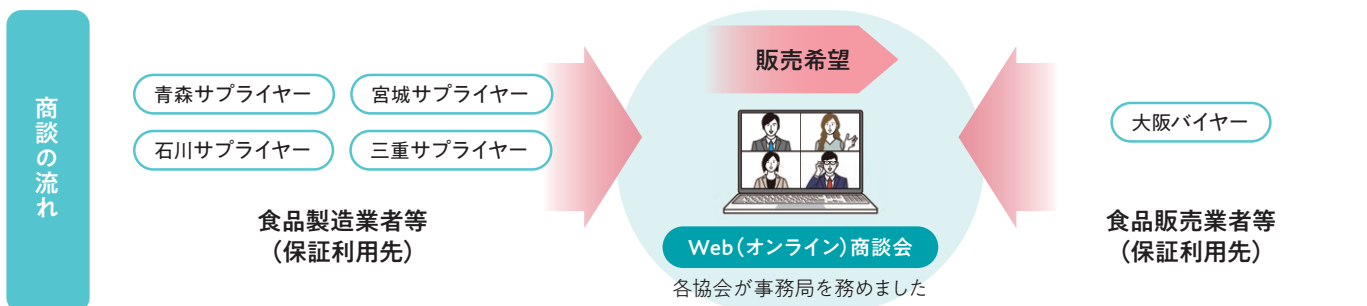 商談の流れ
青森サプライヤー
宮城サプライヤー
石川サプライヤー
三重サプライヤー
食品製造業者等
（保証利用先）
販売希望
Web（オンライン）商談会
各協会が事務局を務めました
大阪バイヤー
食品販売業者等
（保証利用先）